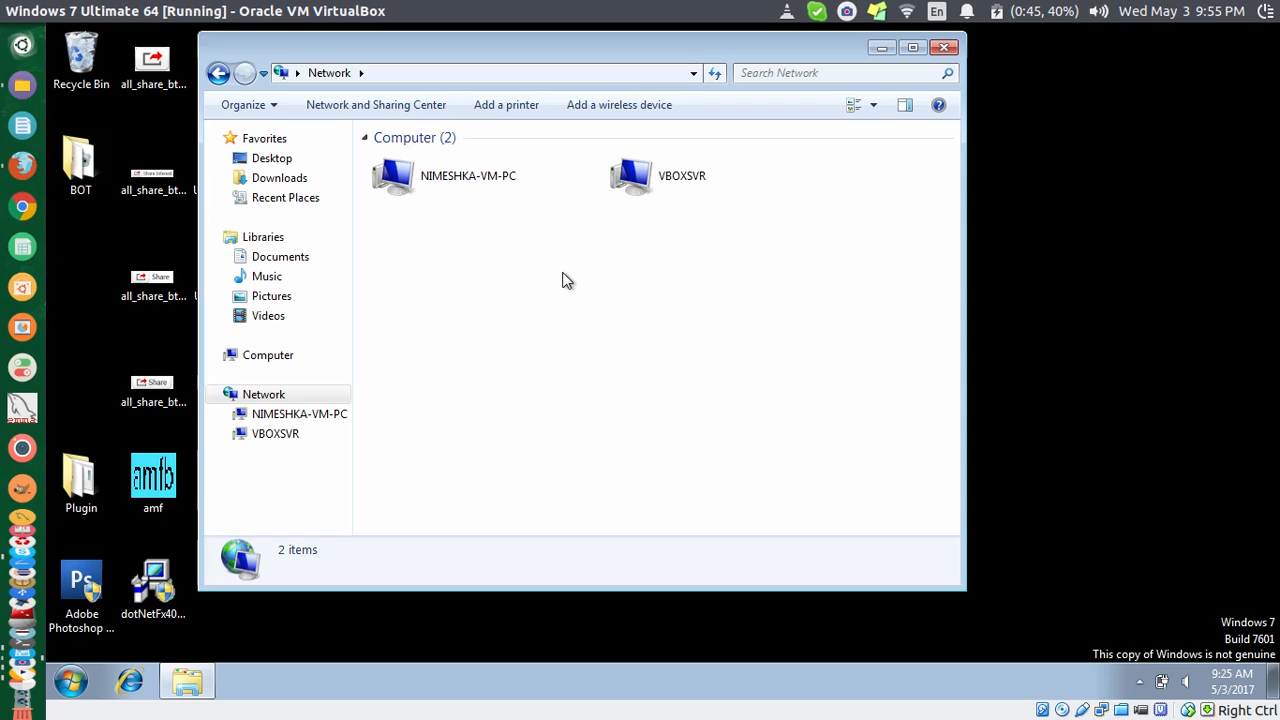 Windows 7 Ultimate 64 [Running] - Oracle VM VirtualBox
En
(0:45, 40%)
Wed May 3 9:55 PM
Recycle Bin
all_share_bt...
Network
Search Network
Organize
Network and Sharing Center
Add a printer
Add a wireless device
Favorites
Desktop
Downloads
Recent Places
Libraries
Documents
Music
Pictures
Videos
Computer
Network
NIMESHKA-VM-PC
VBOXSVR
Computer (2)
NIMESHKA-VM-PC
VBOXSVR
2 items
BOT
all_share_bt...
Share
all_share_bt...
Share
all_share_bt...
Plugin
amfb
amf
Ps
Adobe
Photoshop ...
dotNetFx40...
Windows 7
Build 7601
This copy of Windows is not genuine
9:25 AM
5/3/2017
Right Ctrl